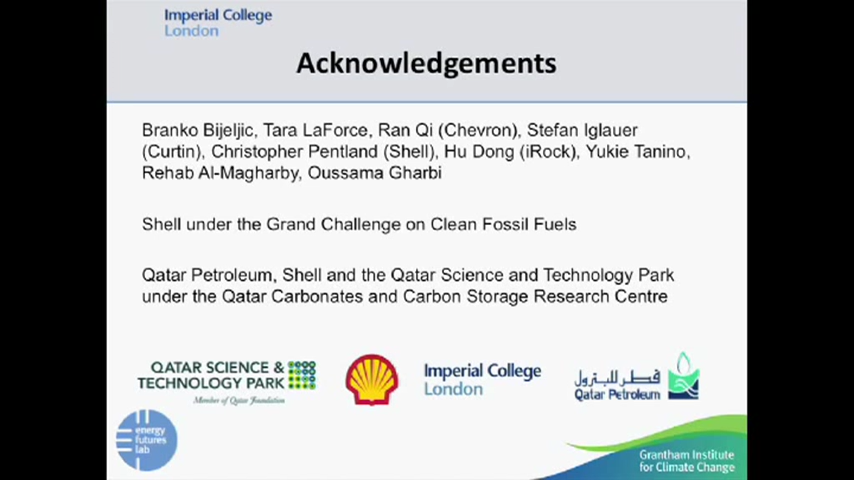 Imperial College
London
Acknowledgements
Branko Bijeljic, Tara LaForce, Ran Qi (Chevron), Stefan Iglauer
(Curtin), Christopher Pentland (Shell), Hu Dong (iRock), Yukie Tanino,
Rehab Al-Magharby, Oussama Gharbi
Shell under the Grand Challenge on Clean Fossil Fuels
Qatar Petroleum, Shell and the Qatar Science and Technology Park
under the Qatar Carbonates and Carbon Storage Research Centre
QATAR SCIENCE &
TECHNOLOGY PARK
Member of Qatar Foundation
Imperial College
London
قطر للبترول
Qatar Petroleum
energy
futures
lab
Grantham Institute
for Climate Change